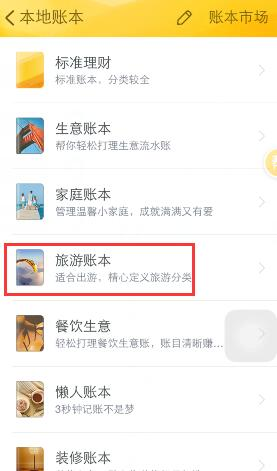 本地账本
账本市场
标准理财
标准账本，分类较全
生意账本
帮你轻松打理生意流水账
家庭账本
管理温馨小家庭，成就满满又有爱
旅游账本
适合出游，精心定义旅游分类
餐饮生意
轻松打理餐饮生意账，账目清晰赚...
懒人账本
3秒钟记账不是梦
装修账本